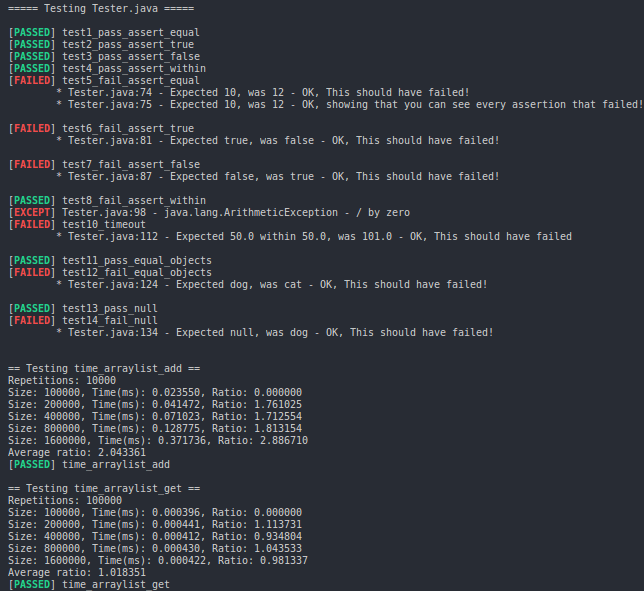 ===== Testing Tester.java =====
[PASSED] test1_pass_assert_equal
[PASSED] test2_pass_assert_true
[PASSED] test3_pass_assert_false
[PASSED] test4_pass_assert_within
[FAILED] test5_fail_assert_equal
* Tester.java:74 - Expected 10, was 12 - OK, This should have failed!
* Tester.java:75 - Expected 10, was 12 - OK, showing that you can see every assertion that failed!
[FAILED] test6_fail_assert_true
* Tester.java:81 - Expected true, was false - OK, This should have failed!
[FAILED] test7_fail_assert_false
* Tester.java:87 - Expected false, was true - OK, This should have failed!
[PASSED] test8_fail_assert_within
[EXCEPT] Tester.java:98 - java.lang.ArithmeticException - / by zero
[FAILED] test10_timeout
* Tester.java:112 - Expected 50.0 within 50.0, was 101.0 - OK, This should have failed
[PASSED] test11_pass_equal_objects
[FAILED] test12_fail_equal_objects
* Tester.java:124 - Expected dog, was cat - OK, This should have failed!
[PASSED] test13_pass_null
[FAILED] test14_fail_null
* Tester.java:134 - Expected null, was dog - OK, This should have failed!
== Testing time_arraylist_add ==
Repetitions: 10000
Size: 100000, Time(ms): 0.023550, Ratio: 0.000000
Size: 200000, Time(ms): 0.041472, Ratio: 1.761025
Size: 400000, Time(ms): 0.071023, Ratio: 1.712554
Size: 800000, Time(ms): 0.128775, Ratio: 1.813154
Size: 1600000, Time(ms): 0.371736, Ratio: 2.886710
Average ratio: 2.043361
[PASSED] time_arraylist_add
== Testing time_arraylist_get ==
Repetitions: 100000
Size: 100000, Time(ms): 0.000396, Ratio: 0.000000
Size: 200000, Time(ms): 0.000441, Ratio: 1.113731
Size: 400000, Time(ms): 0.000412, Ratio: 0.934804
Size: 800000, Time(ms): 0.000430, Ratio: 1.043533
Size: 1600000, Time(ms): 0.000422, Ratio: 0.981337
Average ratio: 1.018351
[PASSED] time_arraylist_get